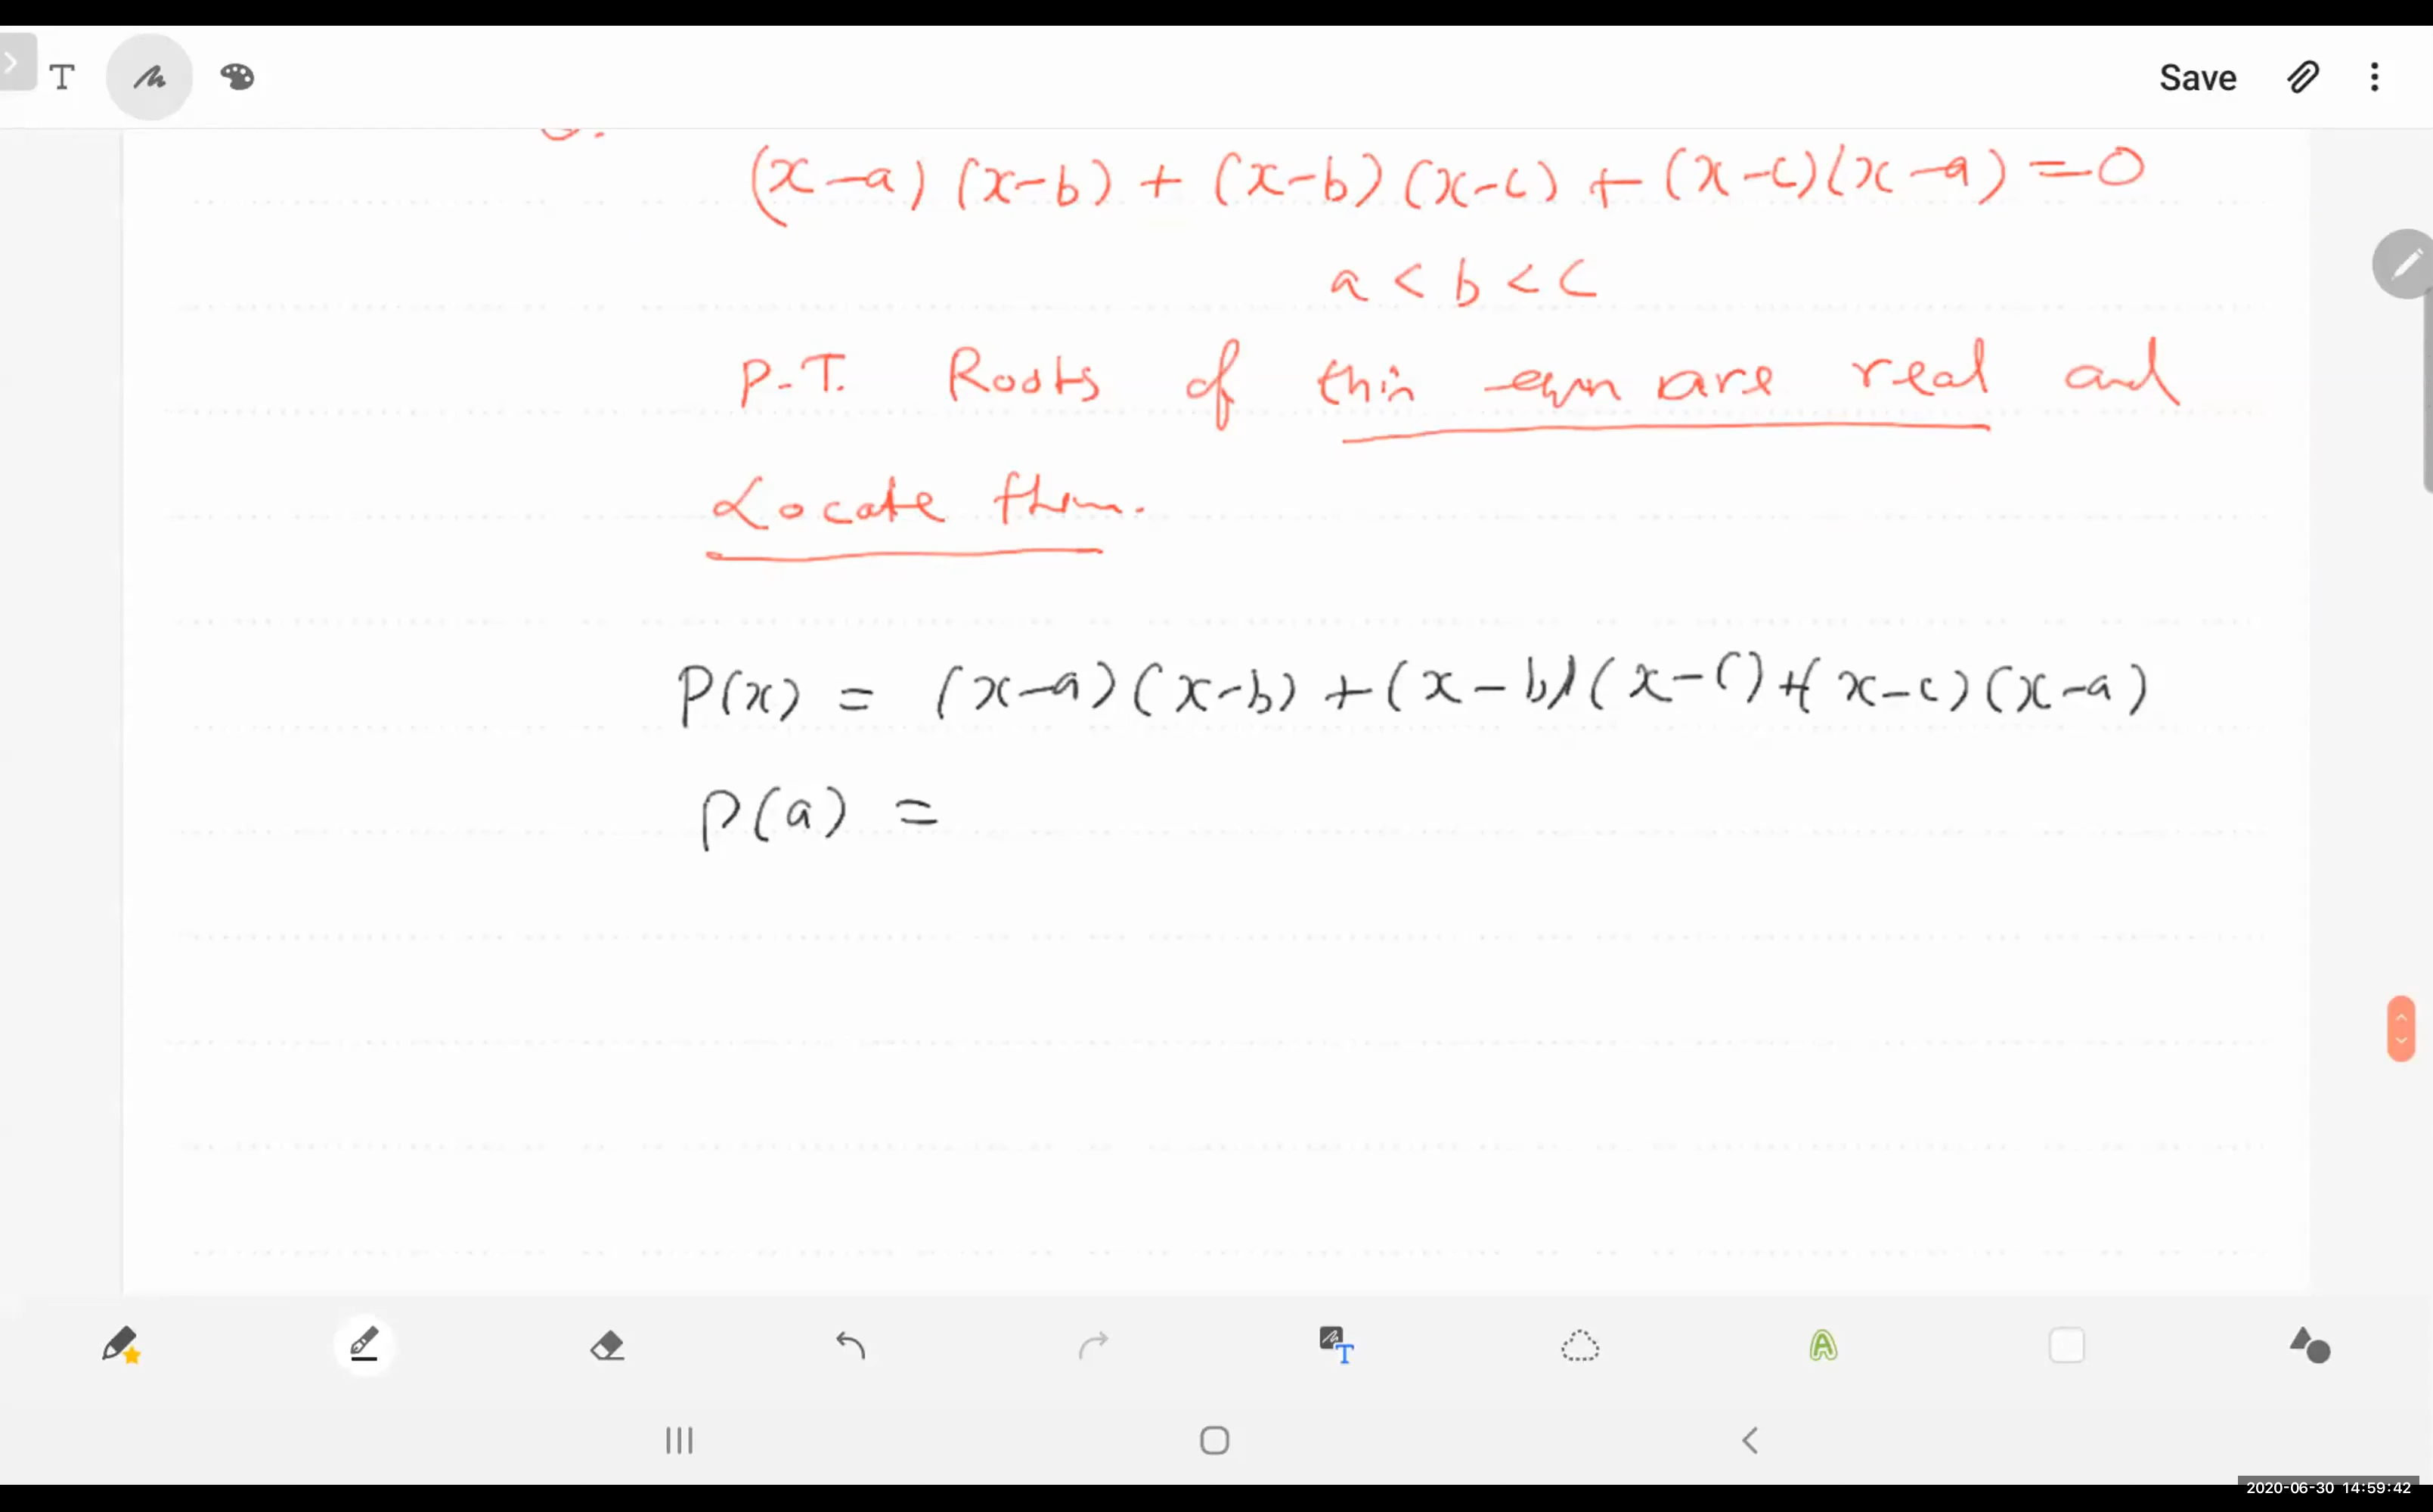 T
Save
(x-a)(x-b)+(x-b)(x-c)+(x-c)(x-a)=0
a<b<c
P.T. Roots of this eqn are real and
Locate them.
P(x) = (x-a)(x-b)+(x-b)(x-c)+(x-c)(x-a)
P(a) =
T
A
2020-06-30 14:59:42